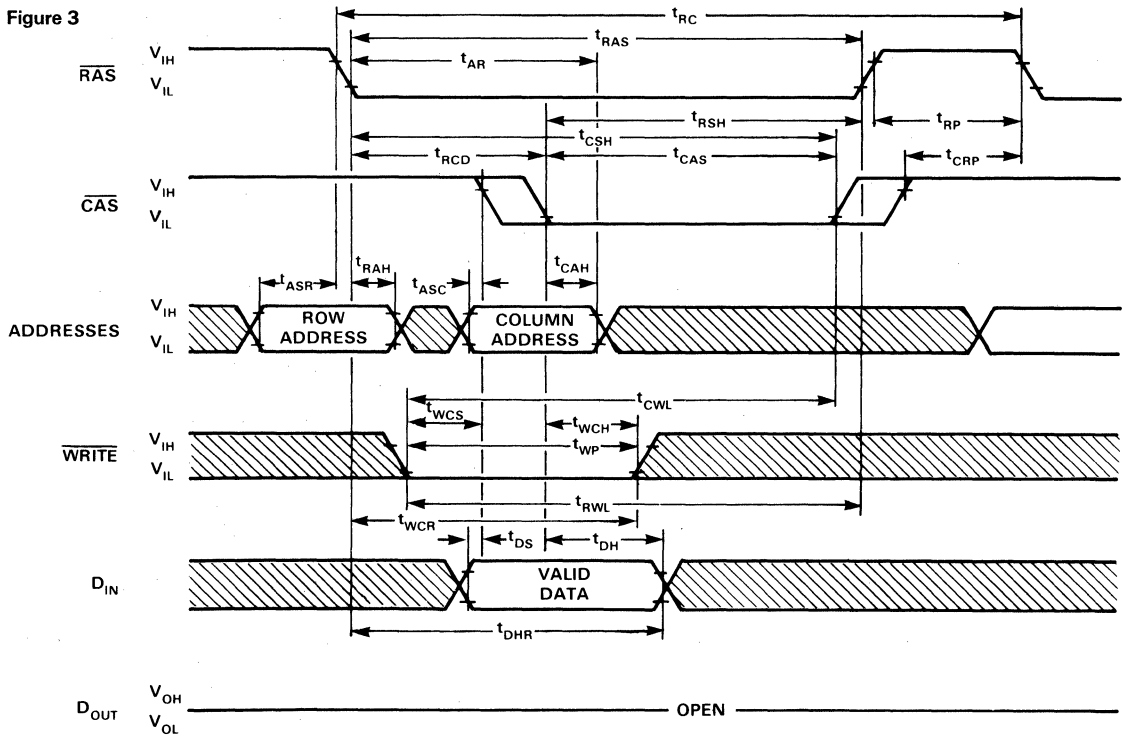 Figure 3
tRC
tRAS
tAR
RAS
VIH
VIL
tRSH
tRP
tCSH
tRCD
tCAS
tCRP
CAS
VIH
VIL
tASR
tRAH
tASC
tCAH
ADDRESSES
VIH
VIL
ROW
ADDRESS
COLUMN
ADDRESS
tCWL
tWCS
tWCH
tWP
WRITE
VIH
VIL
tRWL
tWCR
tDS
tDH
DIN
VALID
DATA
tDHR
DOUT
VOH
VOL
OPEN